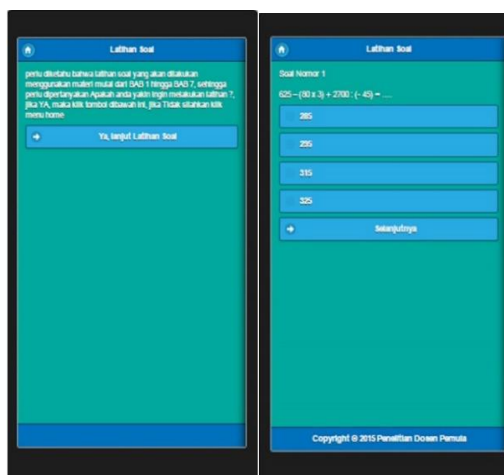 Latihan Soal
perlu diketahui bahwa latihan soal yang akan dilakukan
menggunakan materi mulai dari BAB 1 hingga BAB 7, sehingga
perlu dipertanyakan Apakah anda yakin ingin melakukan latihan ?,
jika YA, maka klik tombol dibawah ini, jika Tidak silahkan klik
menu home
Ya, lanjut Latihan Soal
Latihan Soal
Soal Nomor 1
625 – (80 x 3) + 2700 : (- 45) = ....
285
295
315
325
Selanjutnya
Copyright @ 2015 Penelitian Dosen Pemula